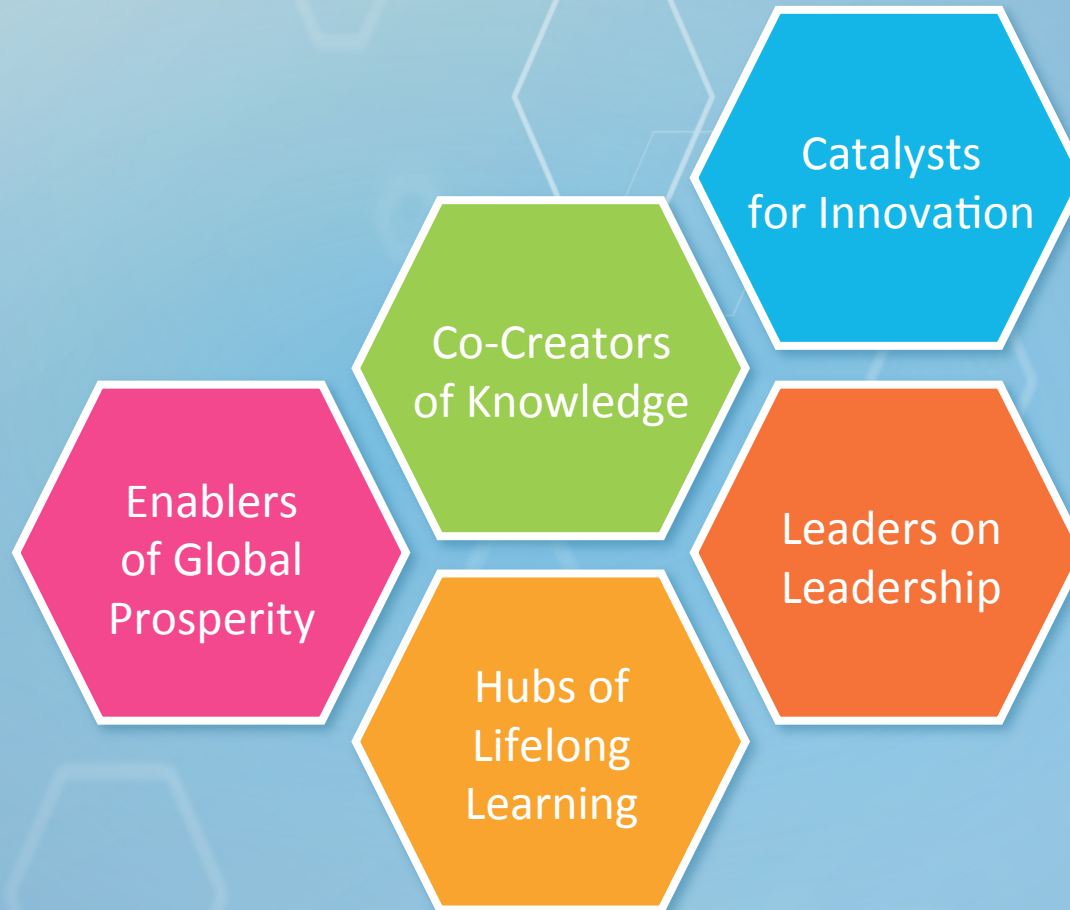 Catalysts
for Innovation
Co-Creators
of Knowledge
Enablers
of Global
Prosperity
Leaders on
Leadership
Hubs of
Lifelong
Learning